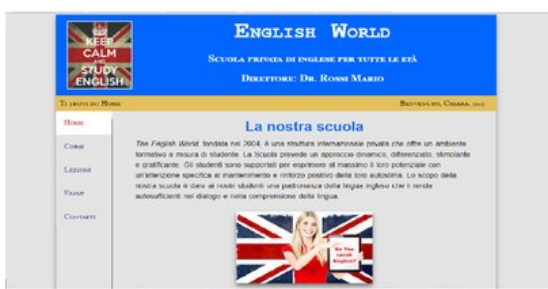 KEEP
CALM
AND
STUDY
ENGLISH
English World
Scuola privata di inglese per tutte le età
Direttore: Dr. Rossi Mario
Ti trovi in: Home
Benvenuto, Chiara.
Home
Corsi
Lezioni
Esami
Contatti
La nostra scuola
The English World, fondata nel 2004, è una struttura internazionale privata che offre un ambiente
formativo a misura di studente. La Scuola prevede un approccio dinamico, differenziato, stimolante
e gratificante. Gli studenti sono supportati per esprimere al massimo il loro potenziale con
un'attenzione specifica al mantenimento e rinforzo positivo della loro autostima. Lo scopo della
nostra scuola è dare ai nostri studenti una padronanza della lingua inglese che li renda
autosufficienti nel dialogo e nella comprensione della lingua.
Do You
speak
English?